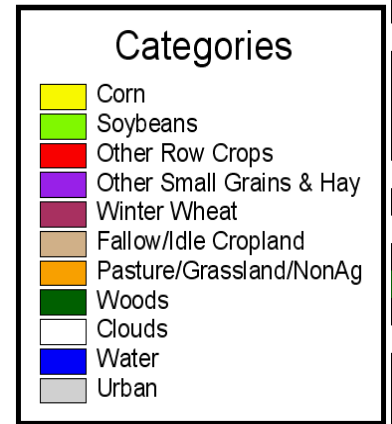 Categories
Corn
Soybeans
Other Row Crops
Other Small Grains & Hay
Winter Wheat
Fallow/Idle Cropland
Pasture/Grassland/NonAg
Woods
Clouds
Water
Urban